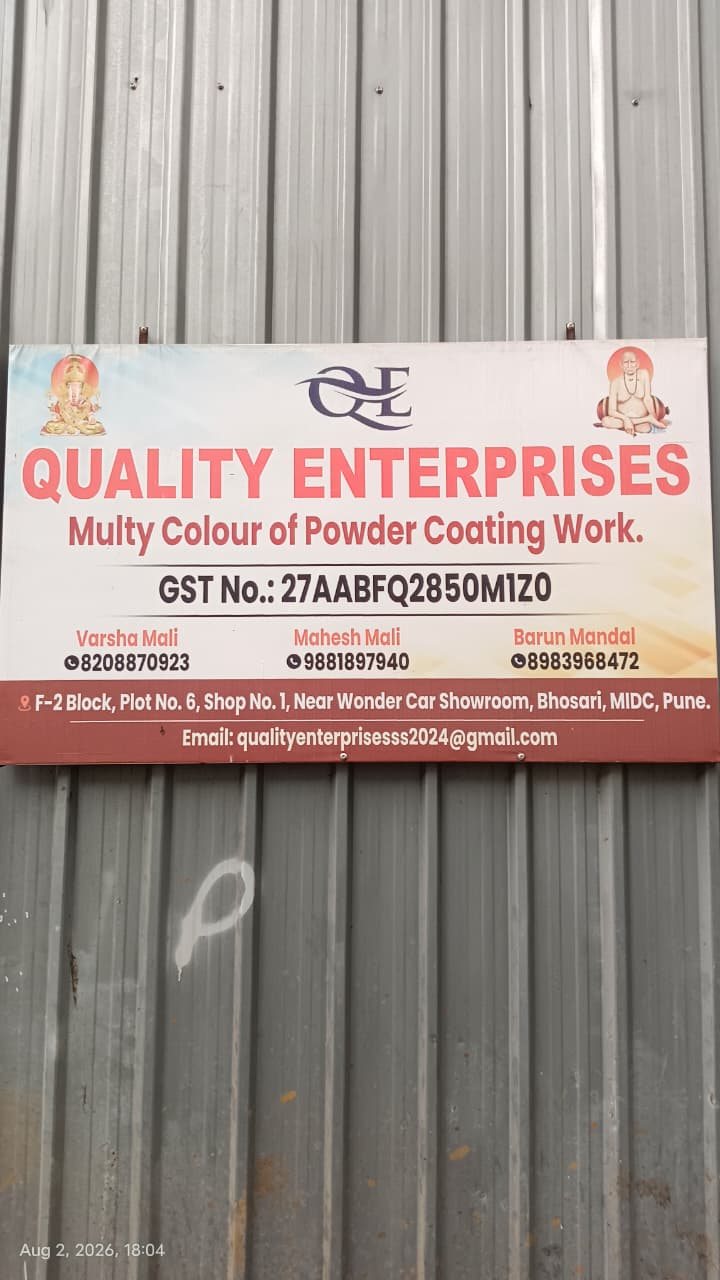 QE
QUALITY ENTERPRISES
Multy Colour of Powder Coating Work.
GST No.: 27AABFQ2850M1Z0
Varsha Mali Mahesh Mali Barun Mandal
8208870923 9881897940 8983968472
F-2 Block, Plot No. 6, Shop No. 1, Near Wonder Car Showroom, Bhosari, MIDC, Pune.
Email: qualityenterprisesss2024@gmail.com
Aug 2, 2026, 18:04